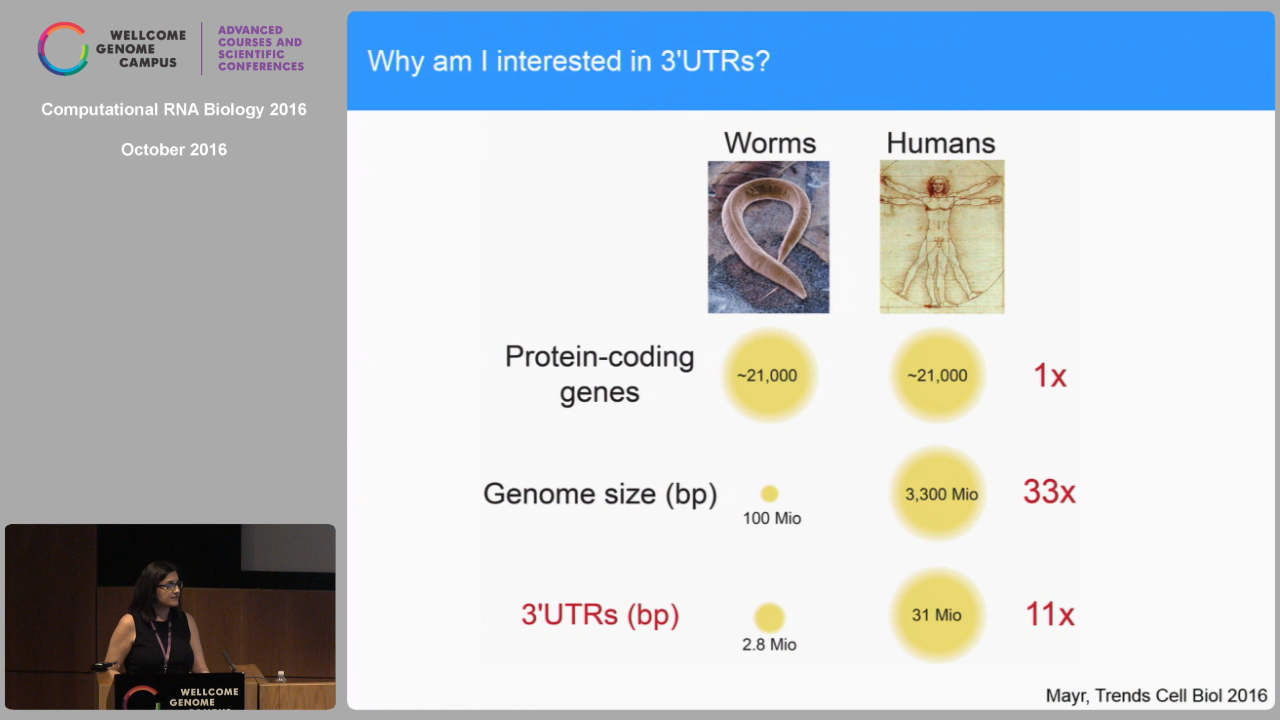 WELLCOME
GENOME
CAMPUS
ADVANCED
COURSES AND
SCIENTIFIC
CONFERENCES
Computational RNA Biology 2016
October 2016
Why am I interested in 3'UTRs?
Worms
Humans
Protein-coding
genes
~21,000
~21,000
1x
Genome size (bp)
100 Mio
3,300 Mio
33x
3'UTRs (bp)
2.8 Mio
31 Mio
11x
Mayr, Trends Cell Biol 2016
WELLCOME
GENOME